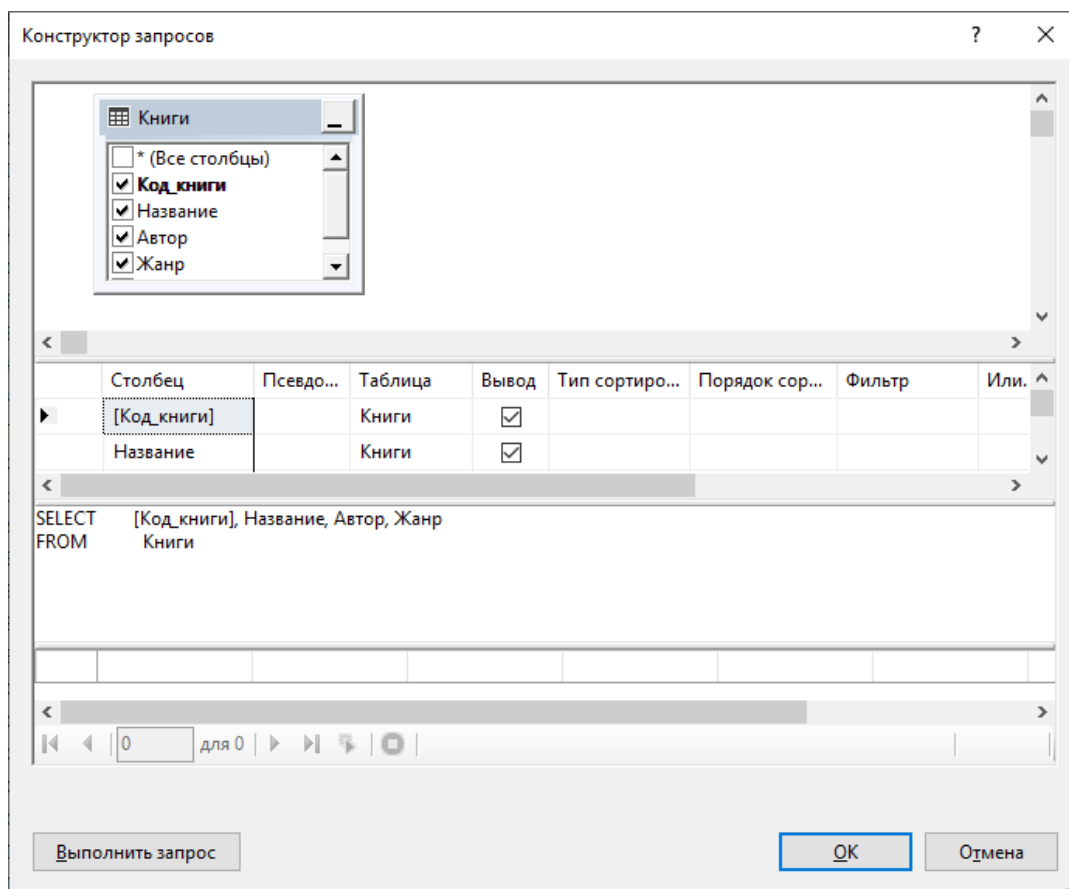 Конструктор запросов ?
Книги
* (Все столбцы)
Код_книги
Название
Автор
Жанр
Столбец Псевдо... Таблица Вывод Тип сортиро... Порядок сор... Фильтр Или.
[Код_книги] Книги
Название Книги
SELECT [Код_книги], Название, Автор, Жанр
FROM Книги
0 для 0
Выполнить запрос OK Отмена